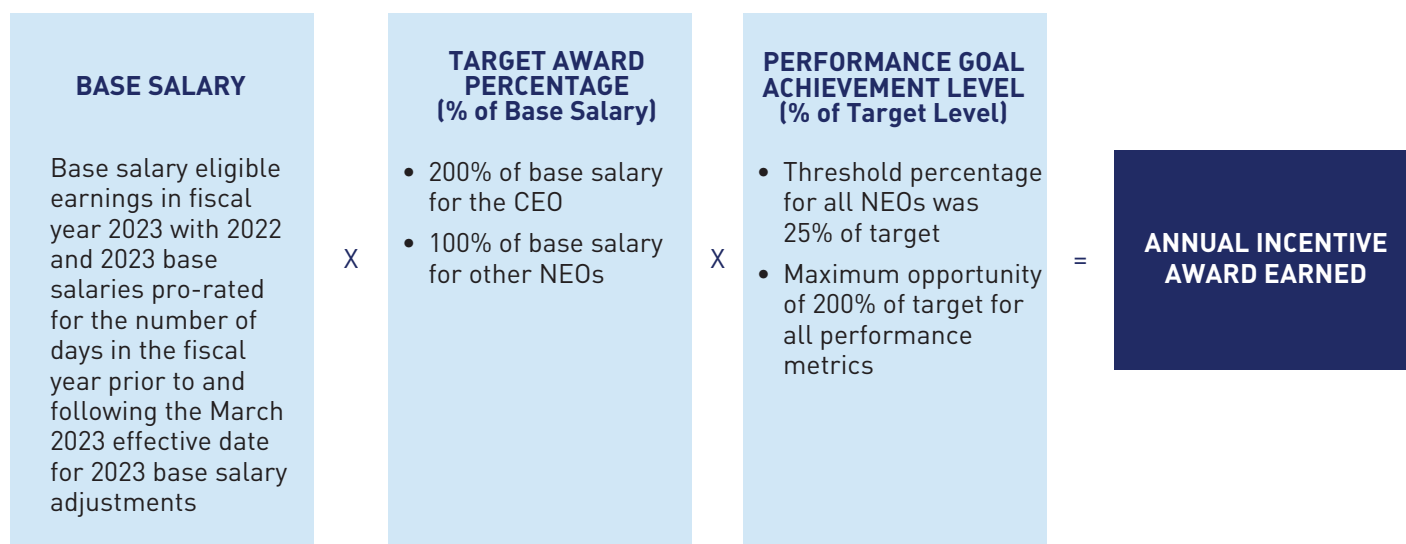 BASE SALARY
Base salary eligible
earnings in fiscal
year 2023 with 2022
and 2023 base
salaries pro-rated
for the number of
days in the fiscal
year prior to and
following the March
2023 effective date
for 2023 base salary
adjustments
X
TARGET AWARD
PERCENTAGE
(% of Base Salary)
• 200% of base salary
for the CEO
• 100% of base salary
for other NEOs
X
PERFORMANCE GOAL
ACHIEVEMENT LEVEL
(% of Target Level)
• Threshold percentage
for all NEOs was
25% of target
• Maximum opportunity
of 200% of target for
all performance
metrics
=
ANNUAL INCENTIVE
AWARD EARNED